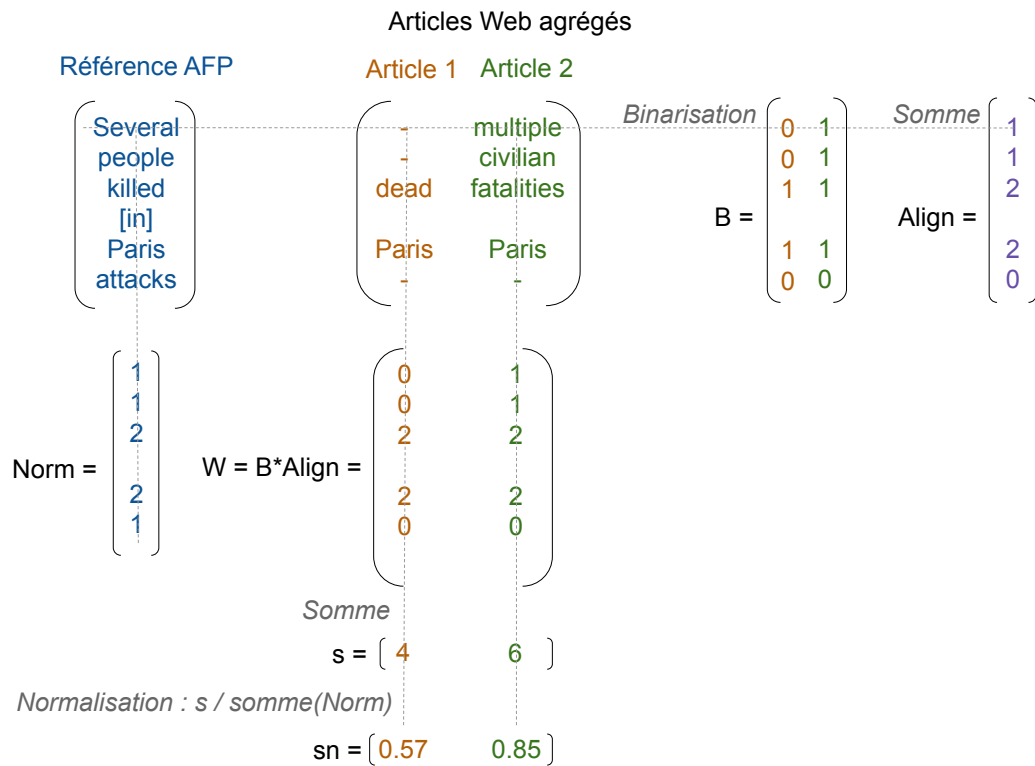 Articles Web agrégés
Référence AFP Article 1 Article 2
Several - multiple Binarisation 0 1 Somme 1
people - civilian 0 1 1
killed dead fatalities 1 1 2
[in] B = Align =
Paris Paris Paris 1 1 2
attacks - - 0 0 0
1 0 1
1 0 1
2 2 2
Norm = W = B*Align =
2 2 2
1 0 0
Somme
s = 4 6
Normalisation : s / somme(Norm)
sn = 0.57 0.85